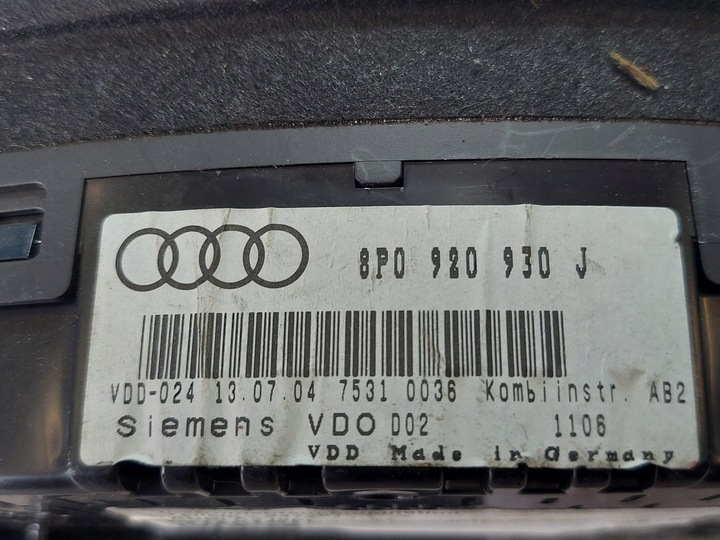 8P0 920 930 J
VDD-024 13.07.04 7531 0036 Kombiinstr. AB2
Siemens VDO D02 1106
VDD Made in Germany